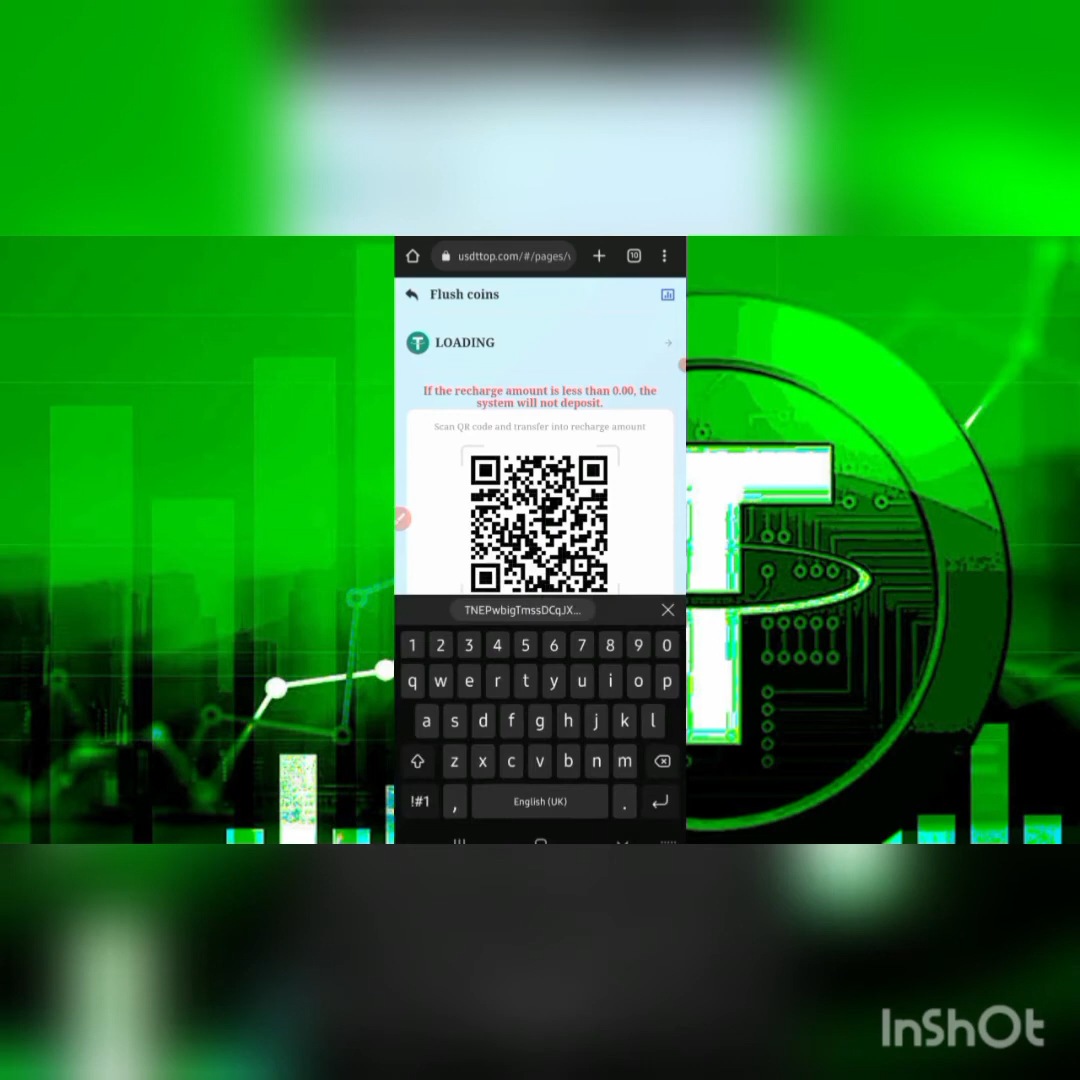 usdttop.com/#/pages/
10
Flush coins
LOADING
If the recharge amount is less than 0.00, the
system will not deposit.
Scan QR code and transfer into recharge amount
TNEPwbigTmssDCqJX...
1 2 3 4 5 6 7 8 9 0
q w e r t y u i o p
a s d f g h j k l
z x c v b n m
!#1 , English (UK) .
InShOt